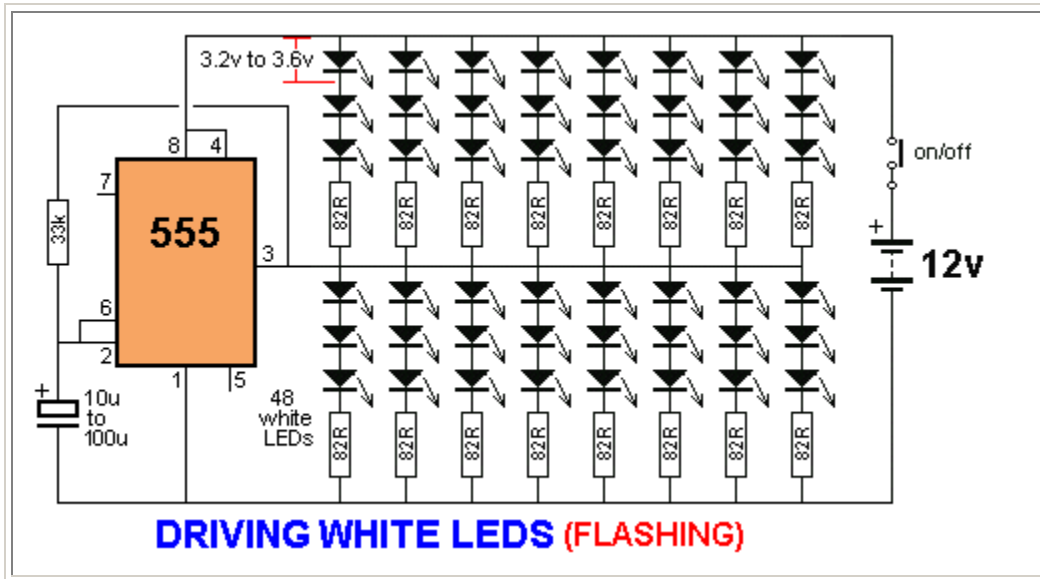 3.2v to 3.6v
8
4
7
on/off
33k
555
82R 82R 82R 82R 82R 82R 82R 82R
3
+
12v
6
2
1
5
+
10u
to
100u
48
white
LEDs
82R 82R 82R 82R 82R 82R 82R 82R
DRIVING WHITE LEDS (FLASHING)